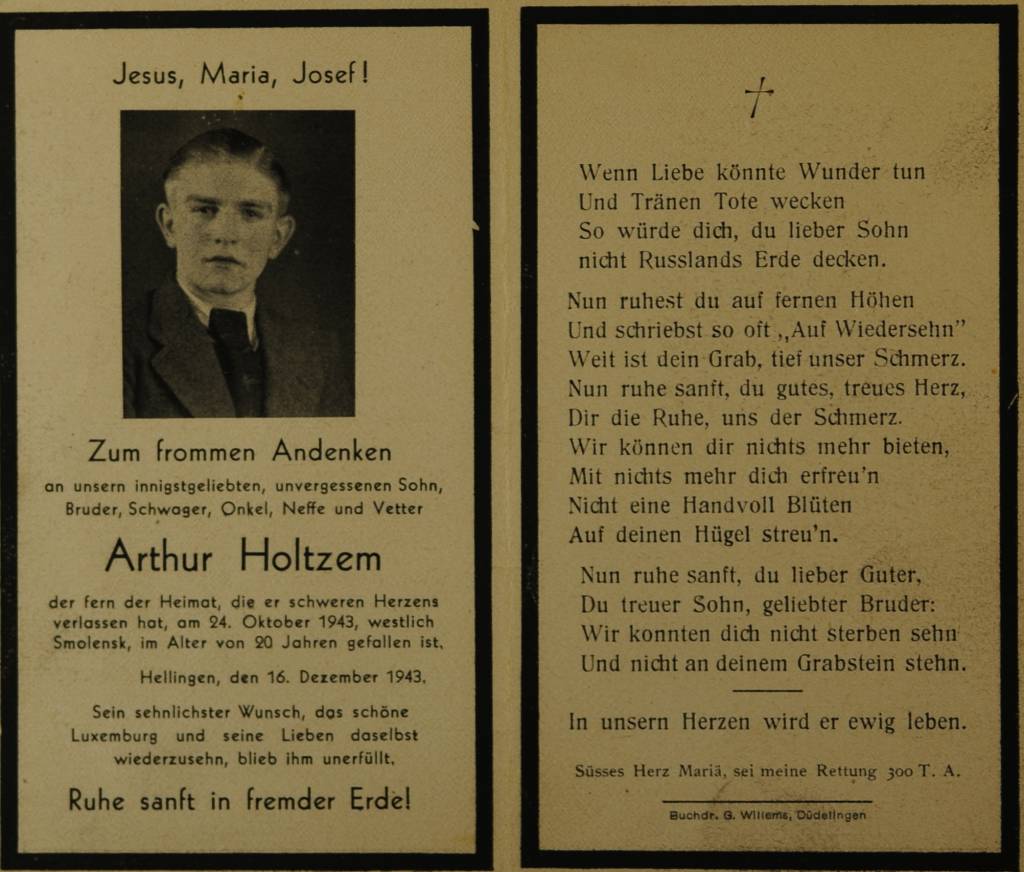 Jesus, Maria, Josef!
Zum frommen Andenken
an unsern innigstgeliebten, unvergessenen Sohn,
Bruder, Schwager, Onkel, Neffe und Vetter
Arthur Holtzem
der fern der Heimat, die er schweren Herzens
verlassen hat, am 24. Oktober 1943, westlich
Smolensk, im Alter von 20 Jahren gefallen ist.
Hellingen, den 16. Dezember 1943.
Sein sehnlichster Wunsch, das schöne
Luxemburg und seine Lieben daselbst
wiederzusehn, blieb ihm unerfüllt.
Ruhe sanft in fremder Erde!
Wenn Liebe könnte Wunder tun
Und Tränen Tote wecken
So würde dich, du lieber Sohn
nicht Russlands Erde decken.
Nun ruhest du auf fernen Höhen
Und schriebst so oft „Auf Wiedersehn”
Weit ist dein Grab, tief unser Schmerz.
Nun ruhe sanft, du gutes, treues Herz,
Dir die Ruhe, uns der Schmerz.
Wir können dir nichts mehr bieten,
Mit nichts mehr dich erfreu'n
Nicht eine Handvoll Blüten
Auf deinen Hügel streu'n.
Nun ruhe sanft, du lieber Guter,
Du treuer Sohn, geliebter Bruder:
Wir konnten dich nicht sterben sehn
Und nicht an deinem Grabstein stehn.
In unsern Herzen wird er ewig leben.
Süsses Herz Mariä, sei meine Rettung 300 T. A.
Buchdr. G. Willems, Düdelingen